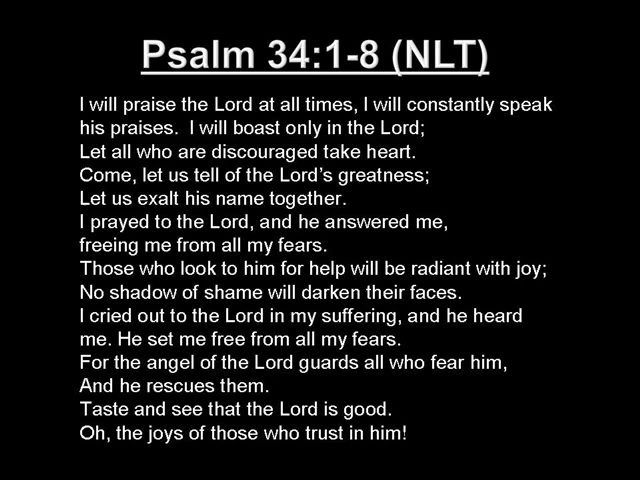 Psalm 34:1-8 (NLT)
I will praise the Lord at all times, I will constantly speak
his praises.  I will boast only in the Lord;
Let all who are discouraged take heart.
Come, let us tell of the Lord’s greatness;
Let us exalt his name together.
I prayed to the Lord, and he answered me,
freeing me from all my fears.
Those who look to him for help will be radiant with joy;
No shadow of shame will darken their faces.
I cried out to the Lord in my suffering, and he heard
me. He set me free from all my fears.
For the angel of the Lord guards all who fear him,
And he rescues them.
Taste and see that the Lord is good.
Oh, the joys of those who trust in him!